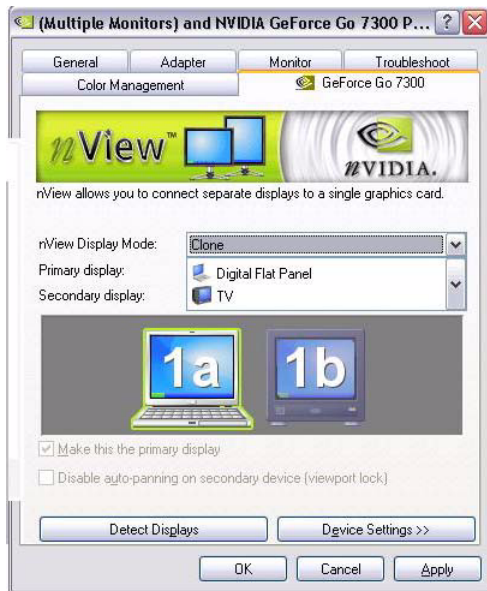 (Multiple Monitors) and NVIDIA GeForce Go 7300 P...
General Adapter Monitor Troubleshoot
Color Management GeForce Go 7300
nView™ nVIDIA.
nView allows you to connect separate displays to a single graphics card.
nView Display Mode: Clone
Primary display: Digital Flat Panel
Secondary display: TV
1a 1b
Make this the primary display
Disable auto-panning on secondary device (viewport lock)
Detect Displays Device Settings >>
OK Cancel Apply